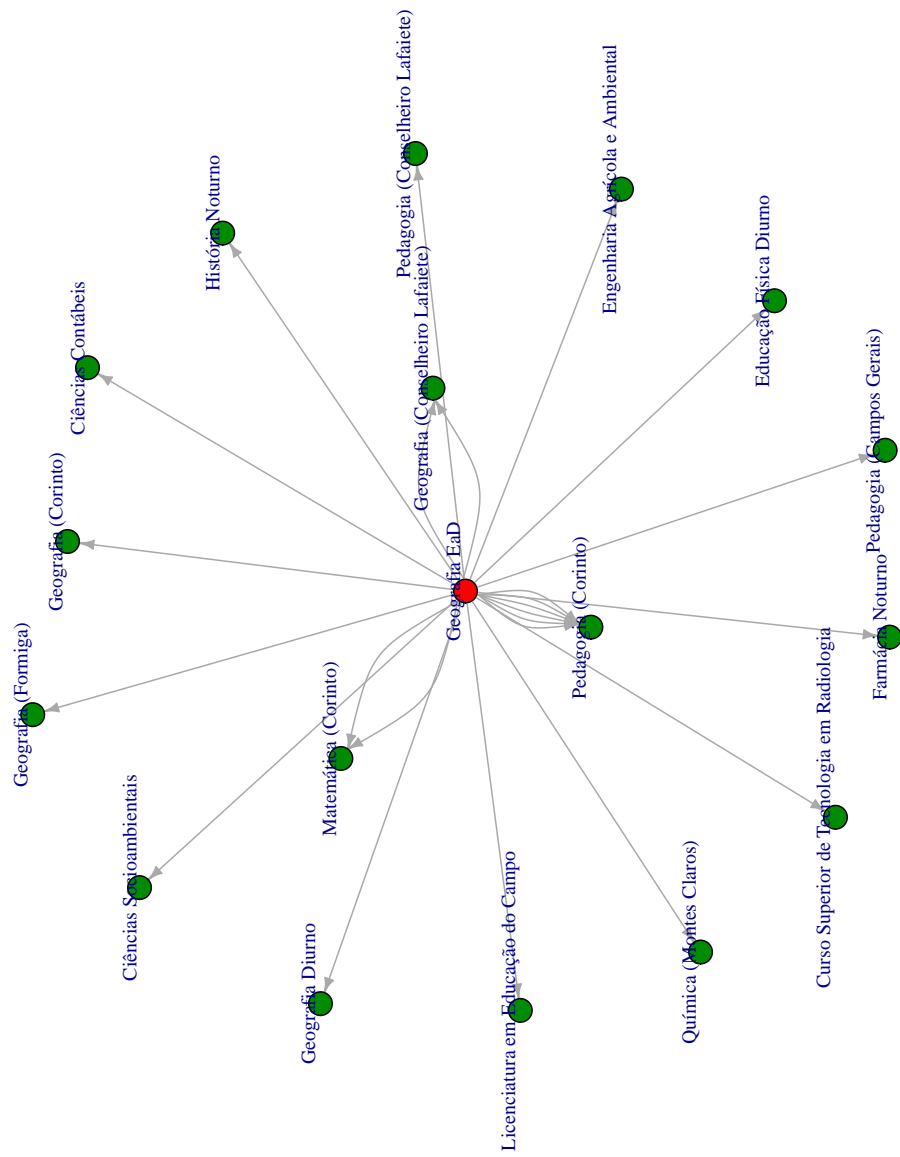 Pedagogia (Conselheiro Lafaiete)
Engenharia Agrícola e Ambiental
História Noturno
Educação Física Diurno
Geografia (Conselheiro Lafaiete)
Ciências Contábeis
Pedagogia (Campos Gerais)
Geografia (Corinto)
Geografia EaD
Pedagogia (Corinto)
Farmácia Noturno
Curso Superior de Tecnologia em Radiologia
Geografia (Formiga)
Matemática (Corinto)
Ciências Socioambientais
Química (Montes Claros)
Licenciatura em Educação do Campo
Geografia Diurno